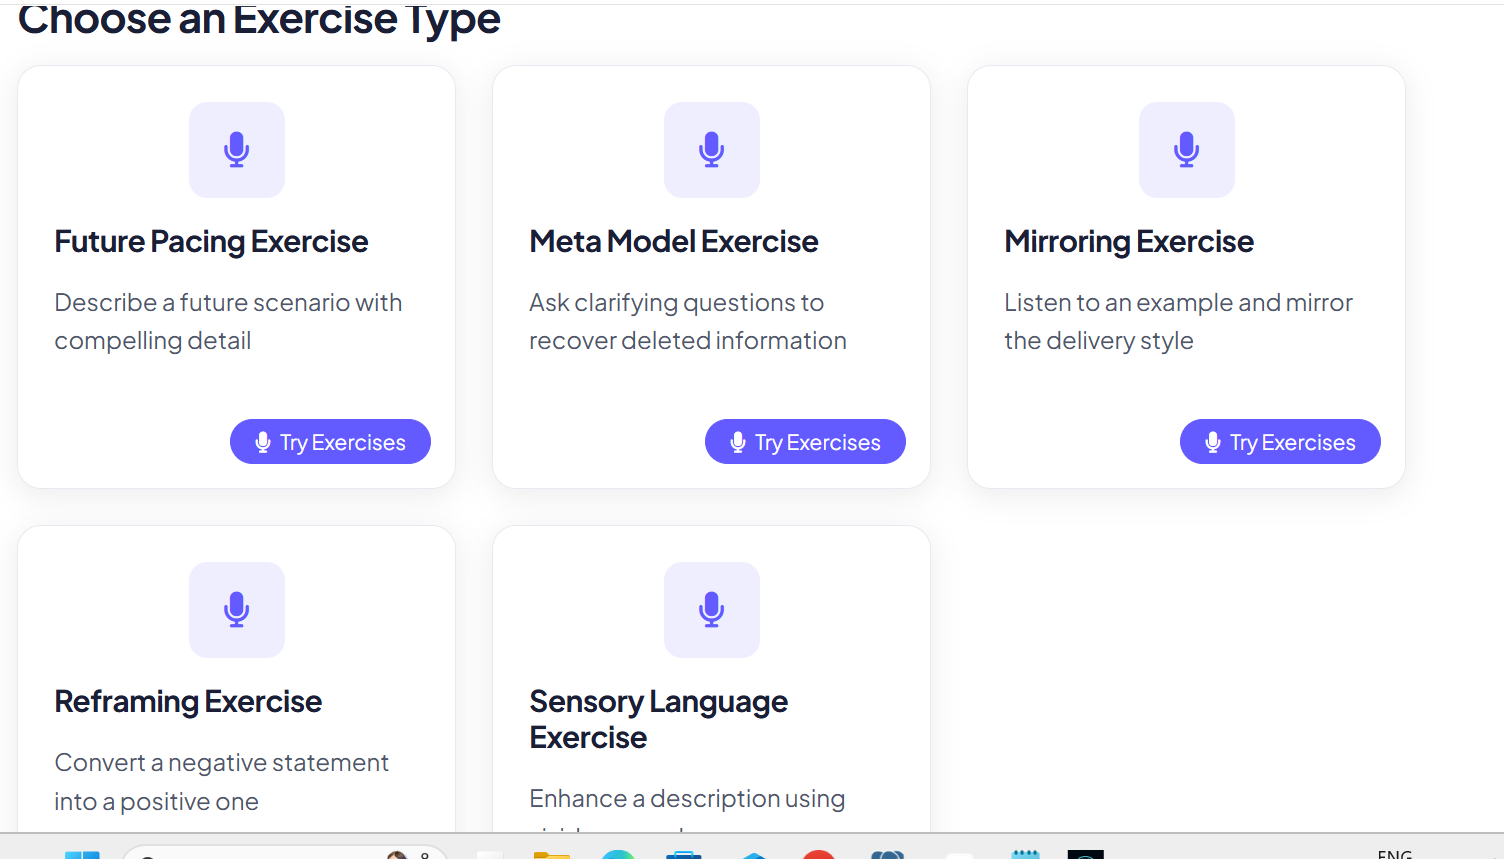 Choose an Exercise Type
Future Pacing Exercise
Describe a future scenario with
compelling detail
Try Exercises
Meta Model Exercise
Ask clarifying questions to
recover deleted information
Try Exercises
Mirroring Exercise
Listen to an example and mirror
the delivery style
Try Exercises
Reframing Exercise
Convert a negative statement
into a positive one
Sensory Language
Exercise
Enhance a description using
ENG